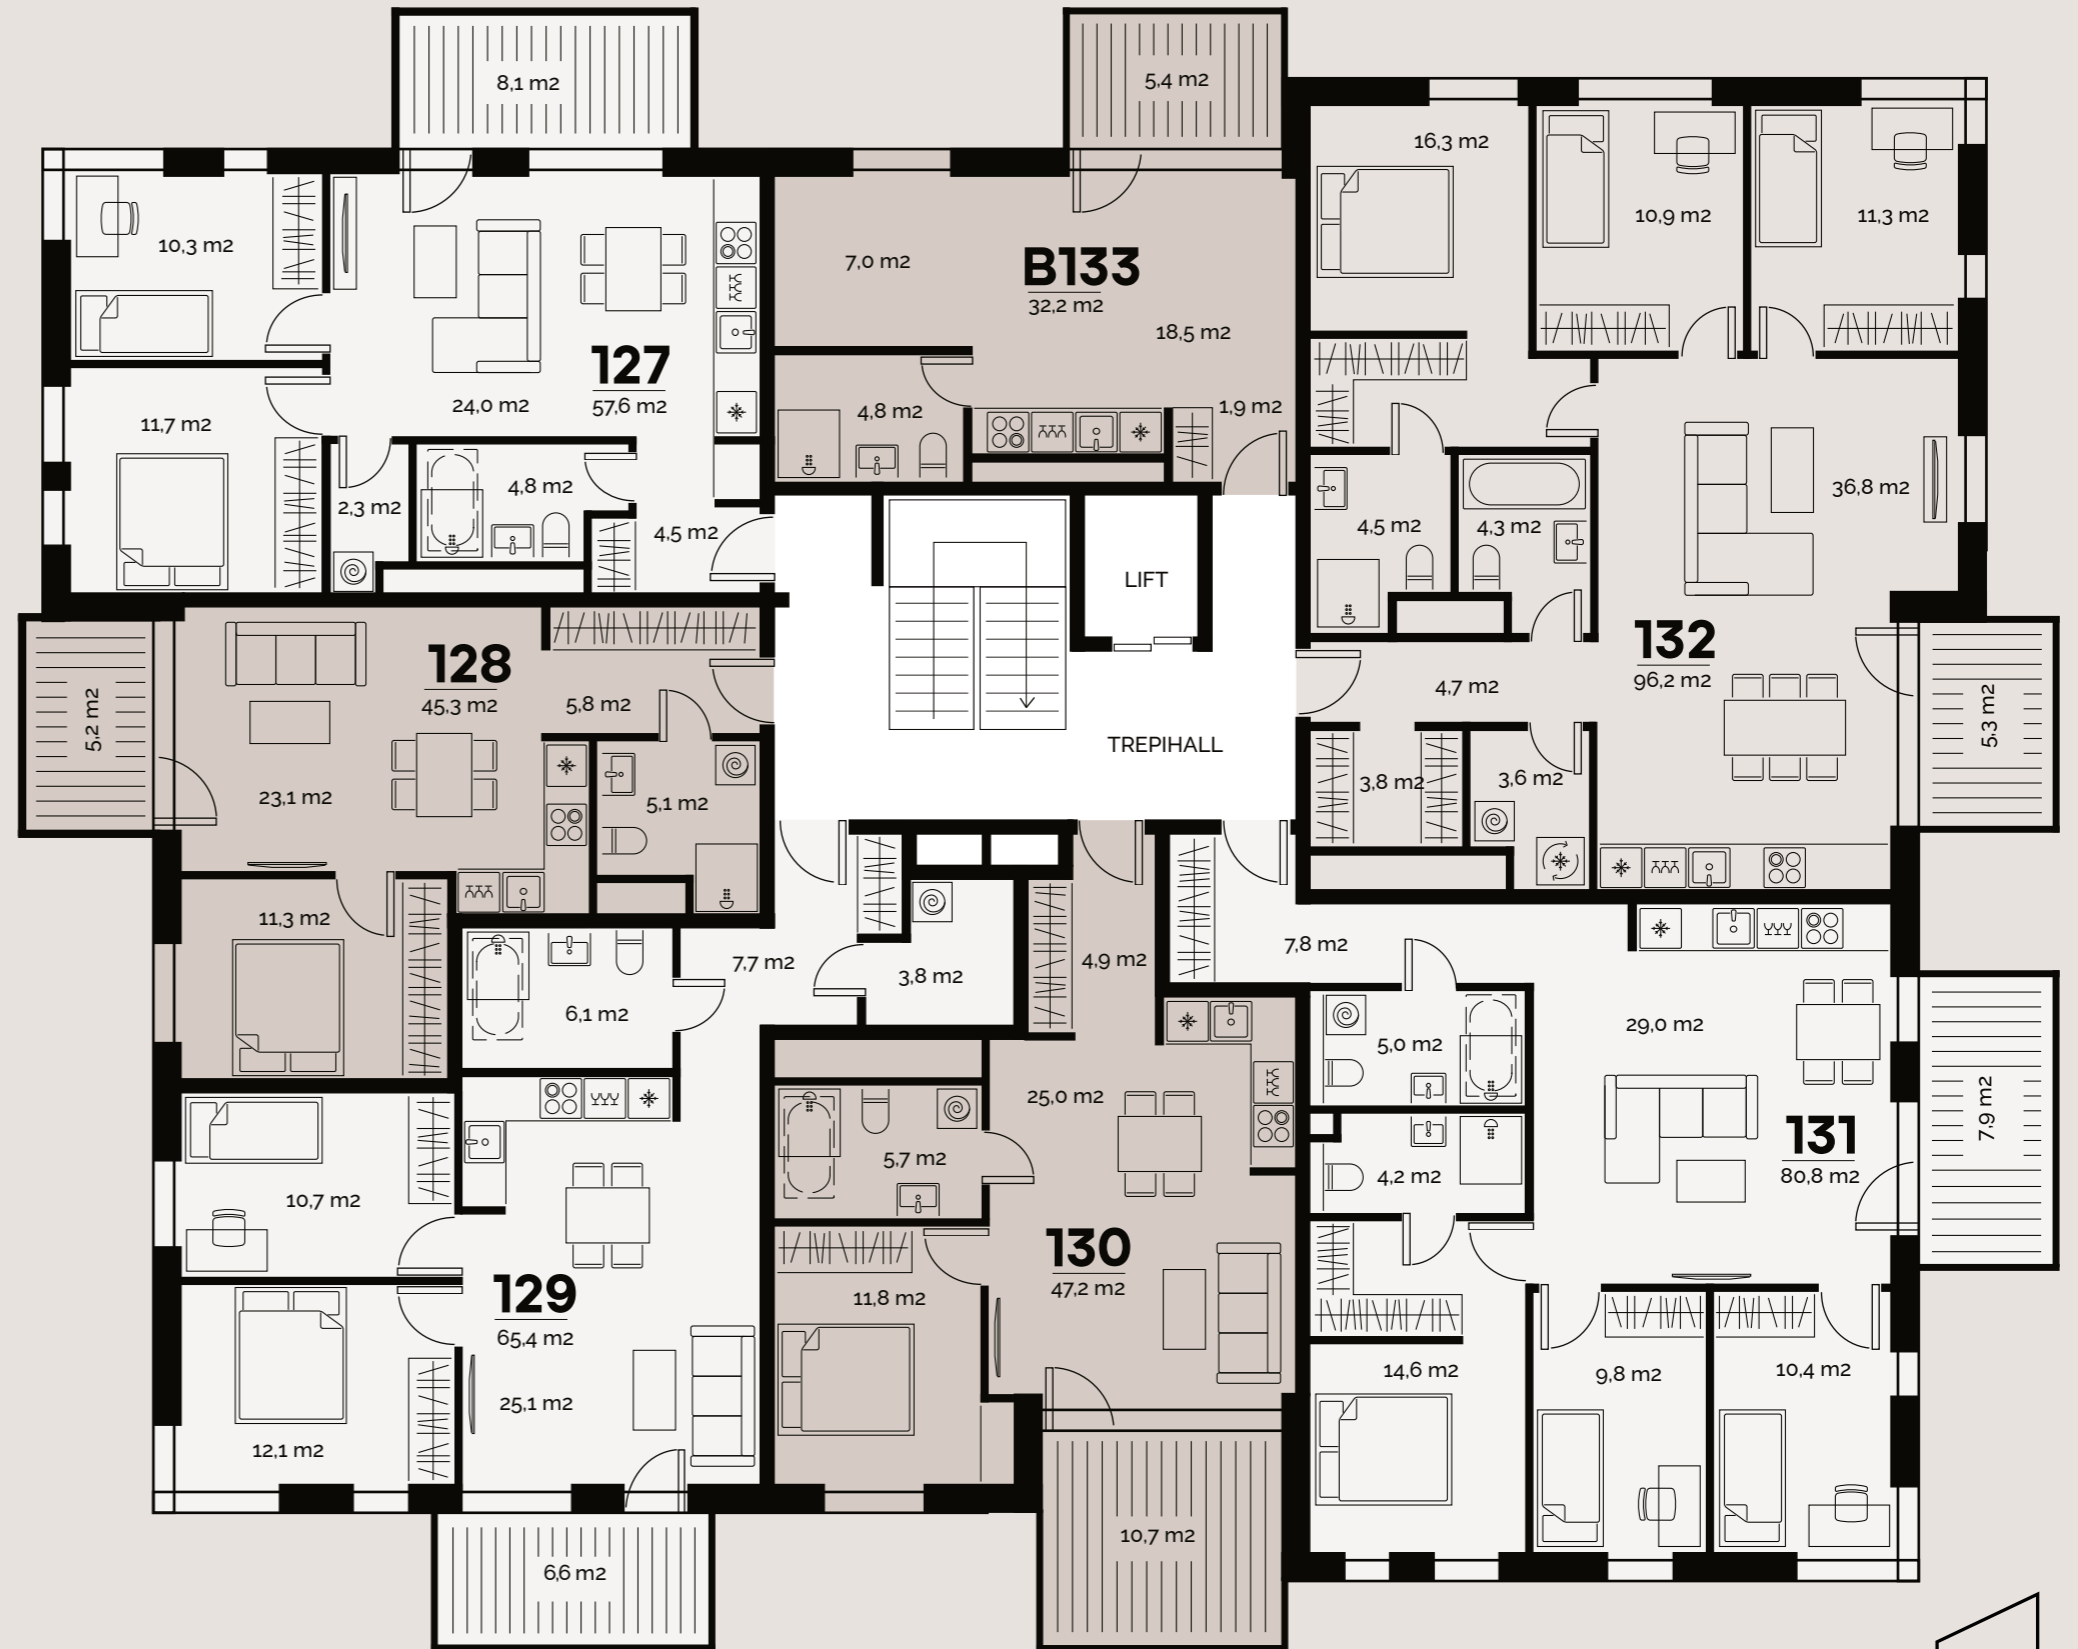 8,1 m2
5,4 m2
16,3 m2
10,9 m2
11,3 m2
10,3 m2
7,0 m2
B133
32,2 m2
18,5 m2
127
57,6 m2
24,0 m2
11,7 m2
4,8 m2
1,9 m2
4,8 m2
2,3 m2
4,5 m2
36,8 m2
4,5 m2
4,3 m2
LIFT
128
45,3 m2
5,8 m2
5,2 m2
132
96,2 m2
4,7 m2
5,3 m2
TREPIHALL
23,1 m2
5,1 m2
3,8 m2
3,6 m2
11,3 m2
7,7 m2
3,8 m2
4,9 m2
7,8 m2
6,1 m2
29,0 m2
5,0 m2
25,0 m2
7,9 m2
131
80,8 m2
5,7 m2
4,2 m2
10,7 m2
130
47,2 m2
129
65,4 m2
11,8 m2
14,6 m2
9,8 m2
10,4 m2
25,1 m2
12,1 m2
10,7 m2
6,6 m2